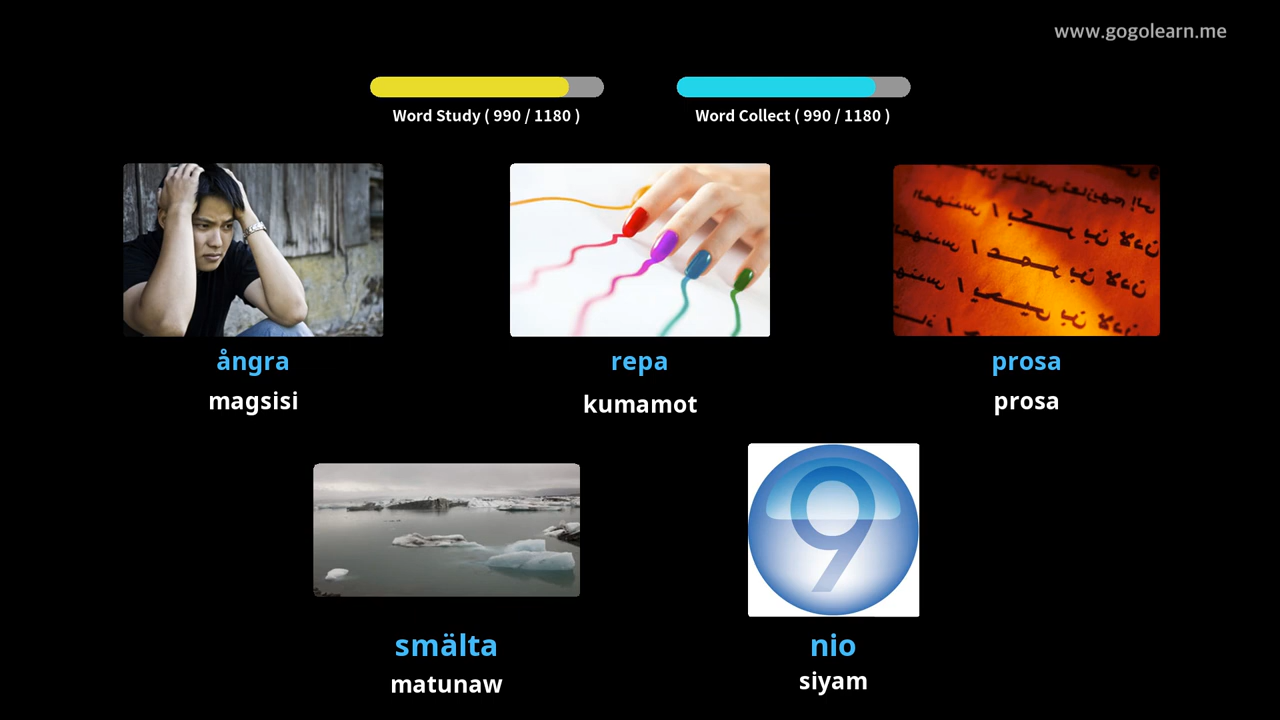 www.gogolearn.me
Word Study ( 990 / 1180 )
Word Collect ( 990 / 1180 )
ångra
magsisi
repa
kumamot
prosa
prosa
9
smälta
matunaw
nio
siyam